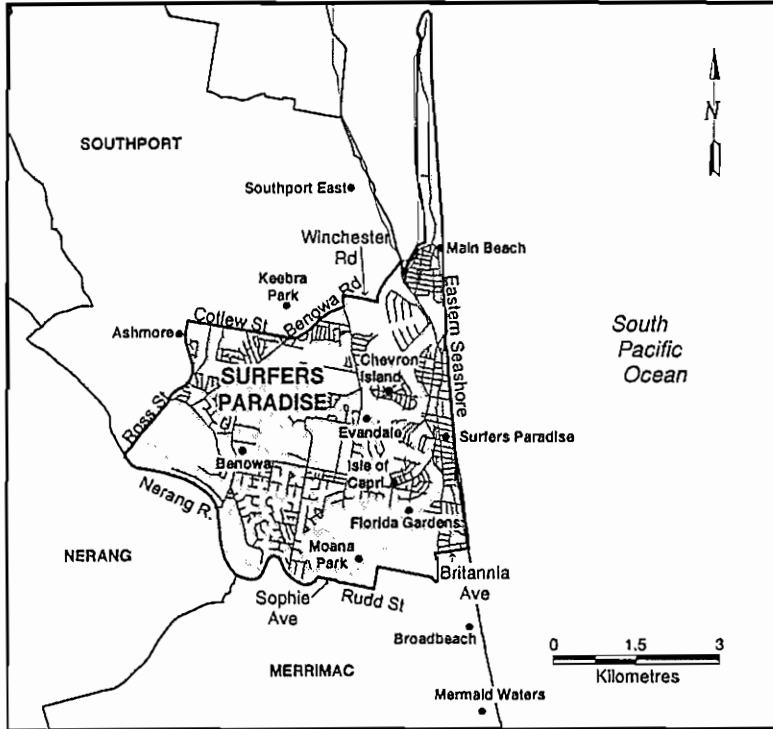 SOUTHPORT
N
Southport East
Winchester
Rd
Main Beach
Keebra
Park
Cotlew St
Benowa Rd
Eastern Seashore
Ashmore
South
Pacific
Ocean
Chevron
Island
SURFERS
PARADISE
Ross St
Evandale
Surfers Paradise
Benowa
Isle of
Capri
Nerang R.
Florida Gardens
NERANG
Moana
Park
Britannia
Ave
Sophie
Ave
Rudd St
Broadbeach
0 1.5 3
Kilometres
MERRIMAC
Mermaid Waters